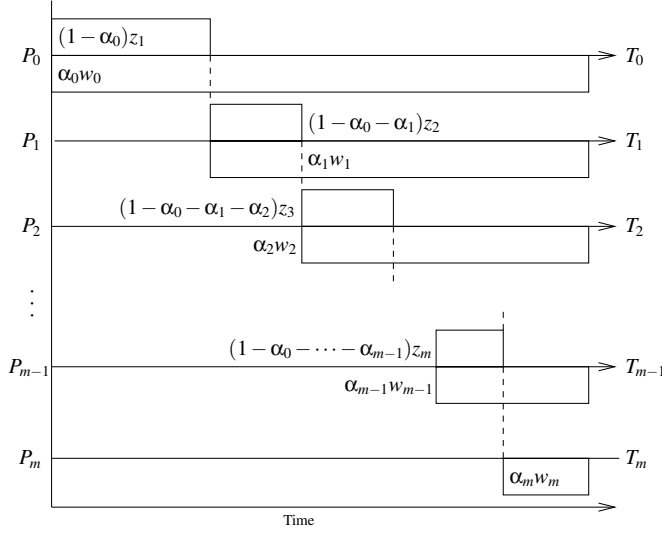 (1 - α₀)z₁
P₀ T₀
α₀w₀
(1 - α₀ - α₁)z₂
P₁ T₁
α₁w₁
(1 - α₀ - α₁ - α₂)z₃
P₂ T₂
α₂w₂
⋮
(1 - α₀ - ⋯ - αₘ₋₁)zₘ
Pₘ₋₁ Tₘ₋₁
αₘ₋₁wₘ₋₁
Pₘ Tₘ
αₘwₘ
Time